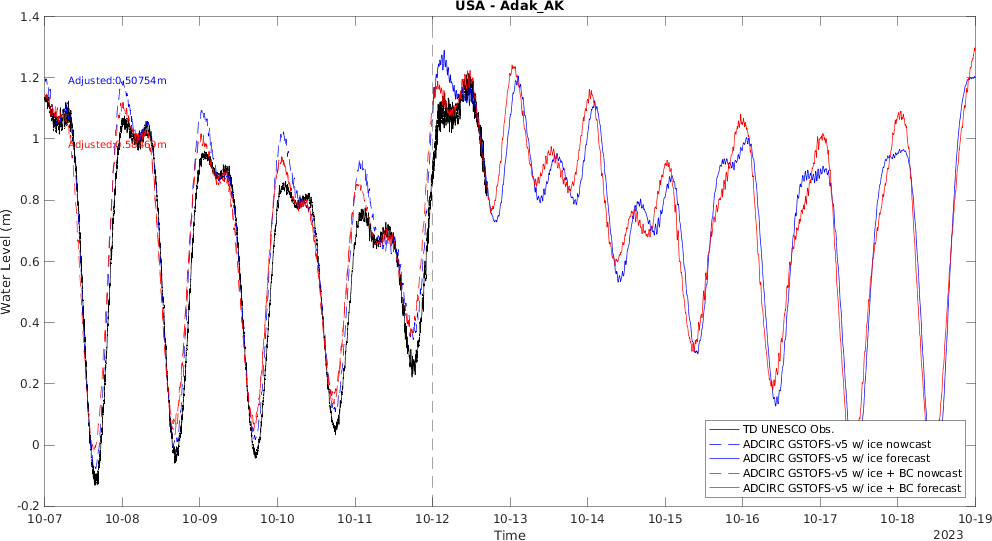 USA - Adak_AK
1.4
1.2
1
0.8
0.6
0.4
0.2
0
-0.2
Water Level (m)
Adjusted:0.50754m
10-07 10-08 10-09 10-10 10-11 10-12 10-13 10-14 10-15 10-16 10-17 10-18 10-19
Time
2023
TD UNESCO Obs.
ADCIRC GSTOFS-v5 w/ ice nowcast
ADCIRC GSTOFS-v5 w/ ice forecast
ADCIRC GSTOFS-v5 w/ ice + BC nowcast
ADCIRC GSTOFS-v5 w/ ice + BC forecast